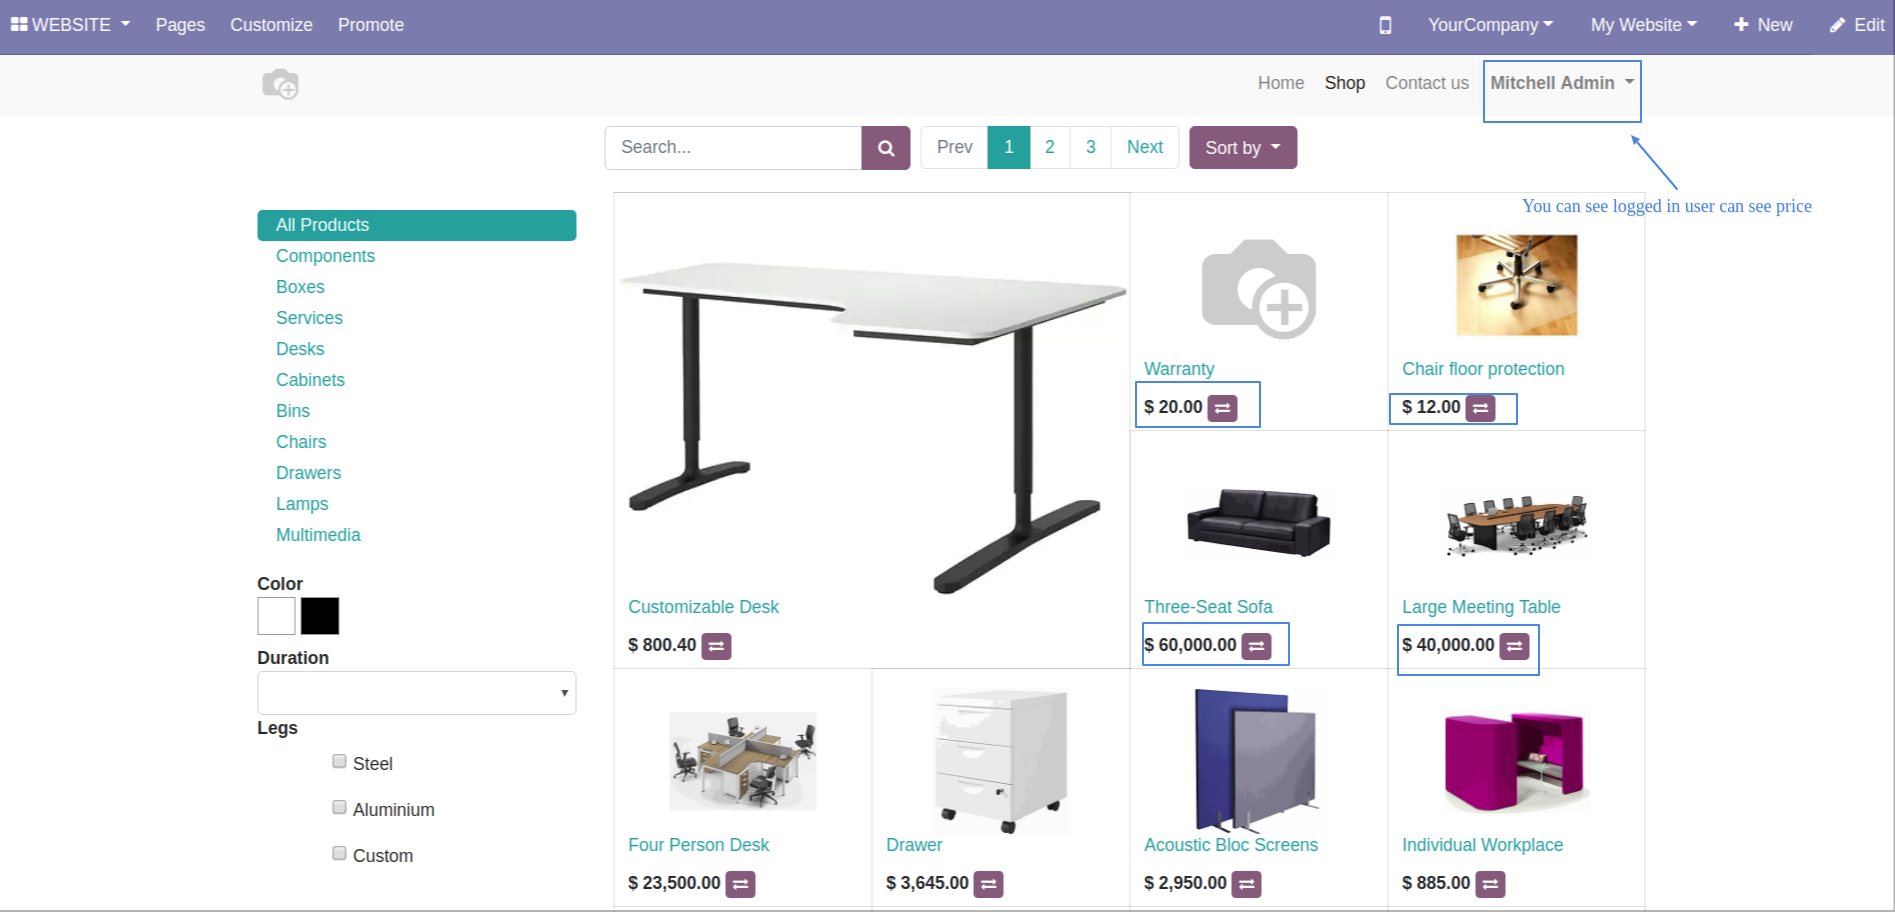 WEBSITE Pages Customize Promote YourCompany My Website New Edit
Home Shop Contact us Mitchell Admin
Search... Prev 1 2 3 Next Sort by
You can see logged in user can see price
All Products
Components
Boxes
Services
Desks
Cabinets
Bins
Chairs
Drawers
Lamps
Multimedia
Color
Duration
Legs
Steel
Aluminium
Custom
Customizable Desk
$ 800.40
Warranty
$ 20.00
Chair floor protection
$ 12.00
Three-Seat Sofa
$ 60,000.00
Large Meeting Table
$ 40,000.00
Four Person Desk
$ 23,500.00
Drawer
$ 3,645.00
Acoustic Bloc Screens
$ 2,950.00
Individual Workplace
$ 885.00